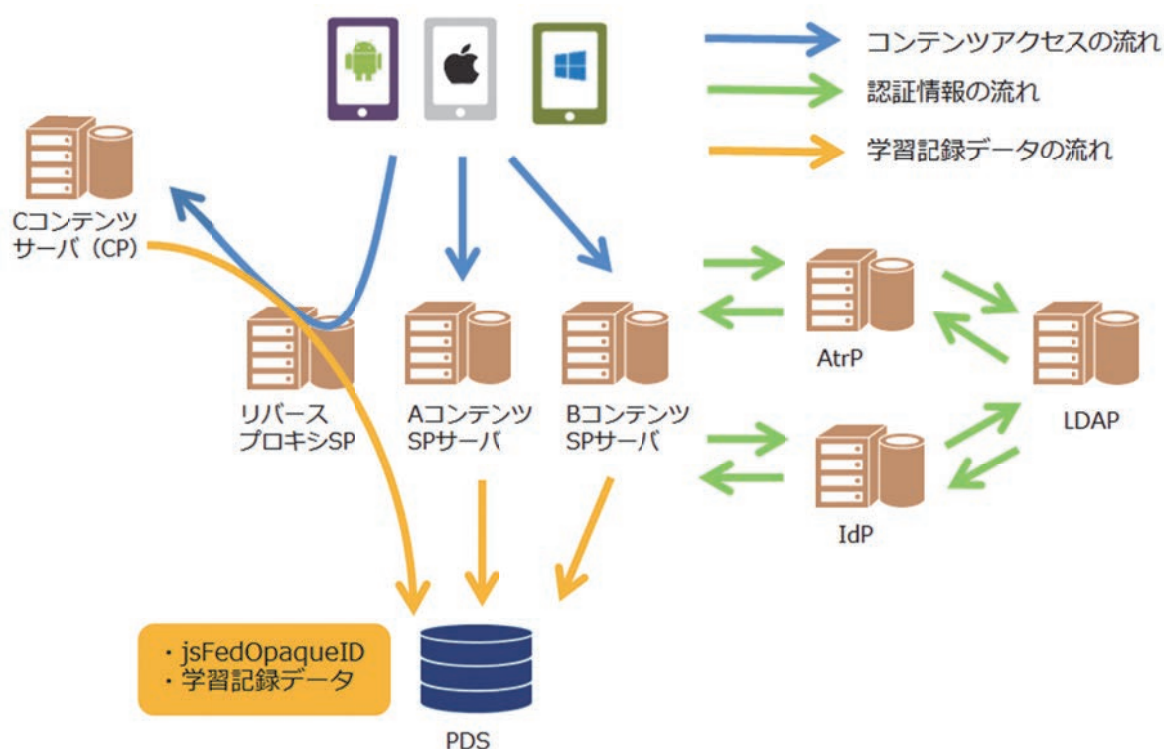 コンテンツアクセスの流れ
認証情報の流れ
学習記録データの流れ
Cコンテンツ
サーバ（CP）
リバース
プロキシSP
Aコンテンツ
SPサーバ
Bコンテンツ
SPサーバ
AtrP
LDAP
IdP
・jsFedOpaqueID
・学習記録データ
PDS